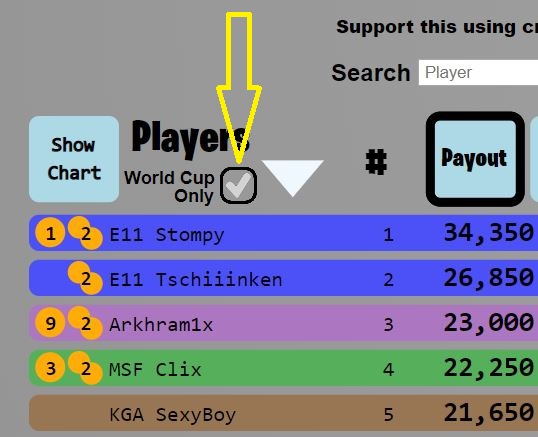 Support this using cr
Search Player
Show
Chart
Players
World Cup
Only
#
Payout
1 2 E11 Stompy 1 34,350
2 E11 Tschiiinken 2 26,850
9 2 Arkhram1x 3 23,000
3 2 MSF Clix 4 22,250
KGA SexyBoy 5 21,650